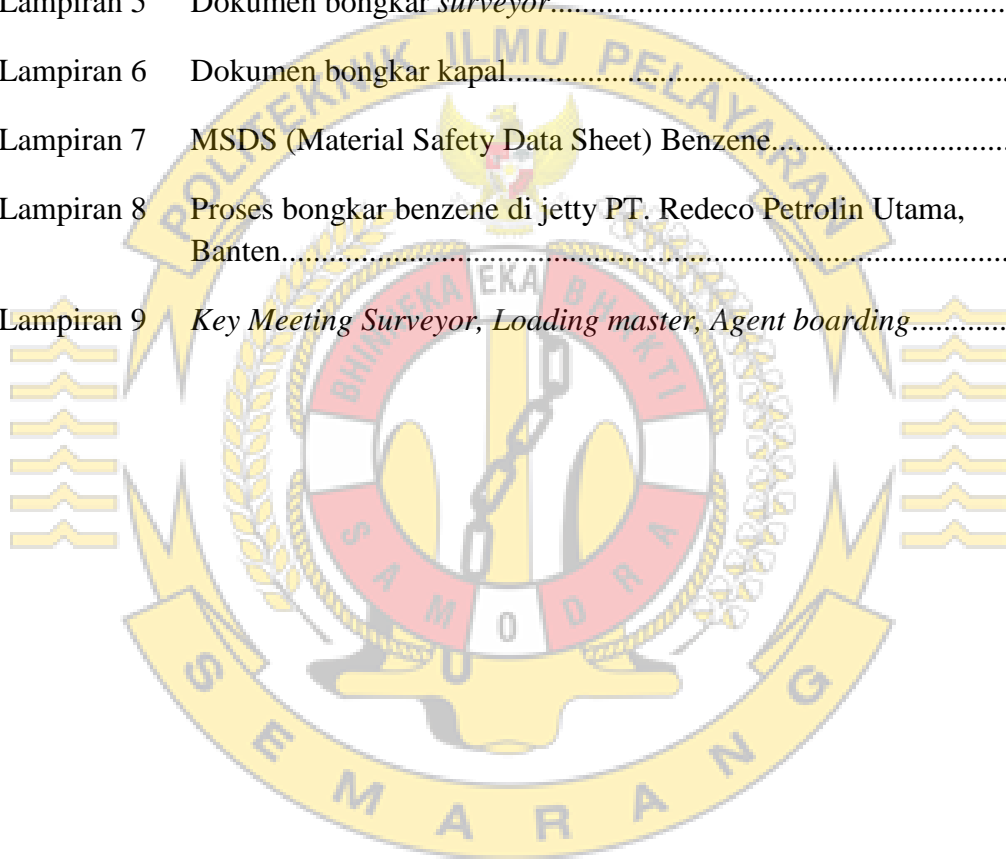 Lampiran 5 Dokumen bongkar surveyor
Lampiran 6 Dokumen bongkar kapal
Lampiran 7 MSDS (Material Safety Data Sheet) Benzene
Lampiran 8 Proses bongkar benzene di jetty PT. Redeco Petrolin Utama,
Banten
Lampiran 9 Key Meeting Surveyor, Loading master, Agent boarding
POLITEKNIK ILMU PELAYARAN
BHINEKA EKA BHAKTI
SAMODRA
SEMARANG